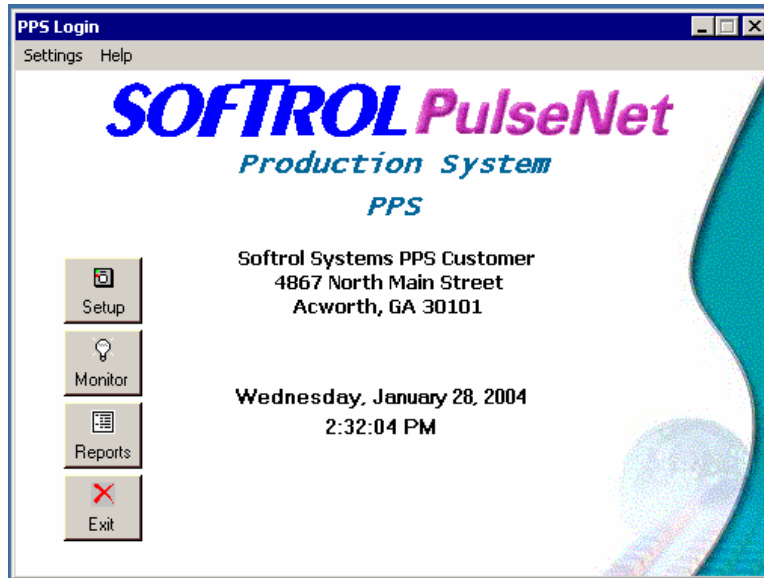 PPS Login
Settings Help
SOFTROL PulseNet
Production System
PPS
Softrol Systems PPS Customer
4867 North Main Street
Acworth, GA 30101
Setup
Monitor
Wednesday, January 28, 2004
2:32:04 PM
Reports
Exit